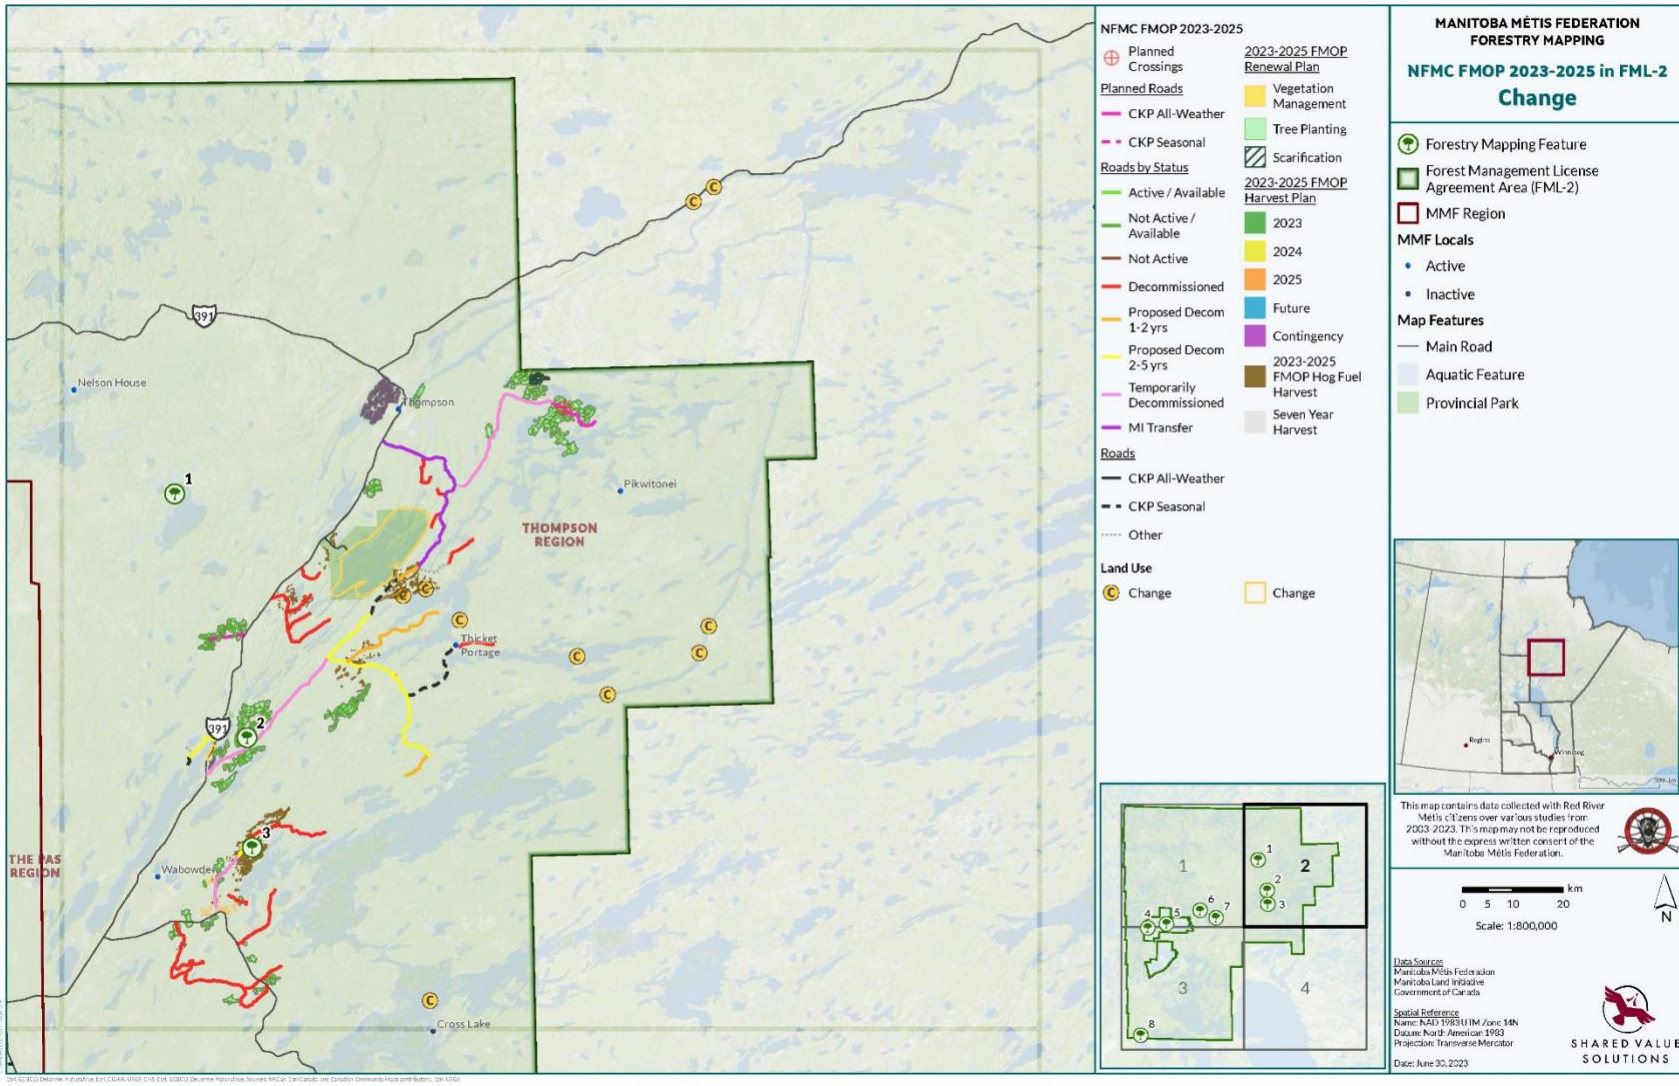 391
Nelson House
Thompson
1
Pikwitonei
THOMPSON
REGION
Thicket
Portage
391
2
3
THE PAS
REGION
Wabowden
Cross Lake
C
C
C
C
C
C
C
C
C
C
NFMC FMOP 2023-2025
Planned
Crossings
Planned Roads
CKP All-Weather
CKP Seasonal
Roads by Status
Active / Available
Not Active /
Available
Not Active
Decommissioned
Proposed Decom
1-2 yrs
Proposed Decom
2-5 yrs
Temporarily
Decommissioned
MI Transfer
Roads
CKP All-Weather
CKP Seasonal
Other
Land Use
C Change
Change
2023-2025 FMOP
Renewal Plan
Vegetation
Management
Tree Planting
Scarification
2023-2025 FMOP
Harvest Plan
2023
2024
2025
Future
Contingency
2023-2025
FMOP Hog Fuel
Harvest
Seven Year
Harvest
1
2
3
4
1
2
3
4
5
6
7
8
MANITOBA MÉTIS FEDERATION
FORESTRY MAPPING
NFMC FMOP 2023-2025 in FML-2
Change
Forestry Mapping Feature
Forest Management License
Agreement Area (FML-2)
MMF Region
MMF Locals
Active
Inactive
Map Features
Main Road
Aquatic Feature
Provincial Park
Regina
Winnipeg
This map contains data collected with Red River
Métis citizens over various studies from
2003-2023. This map may not be reproduced
without the express written consent of the
Manitoba Métis Federation.
km
0 5 10 20
Scale: 1:800,000
N
Data Sources
Manitoba Métis Federation
Manitoba Land Initiative
Government of Canada
Spatial Reference
Name: NAD 1983 UTM Zone 14N
Datum: North American 1983
Projection: Transverse Mercator
Date: June 30, 2023
SHARED VALUE
SOLUTIONS